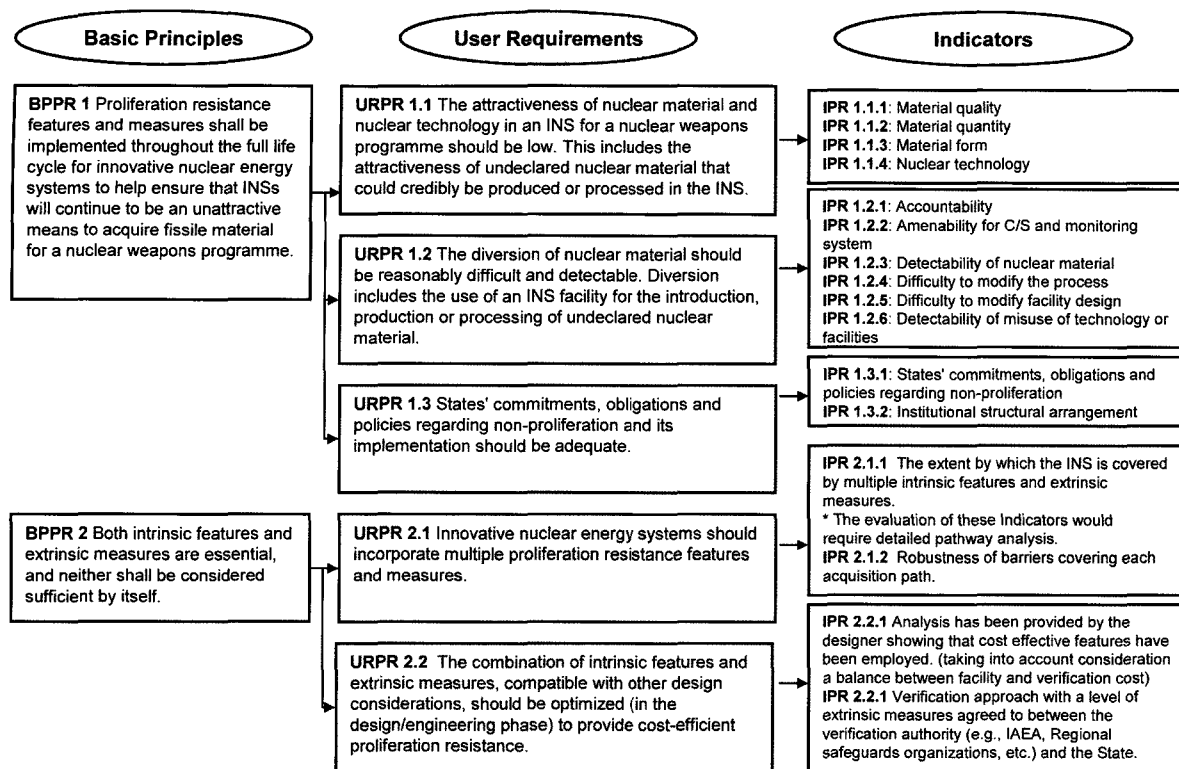 Basic Principles
User Requirements
Indicators
BPPR 1 Proliferation resistance
features and measures shall be
implemented throughout the full life
cycle for innovative nuclear energy
systems to help ensure that INSs
will continue to be an unattractive
means to acquire fissile material
for a nuclear weapons programme.
URPR 1.1 The attractiveness of nuclear material and
nuclear technology in an INS for a nuclear weapons
programme should be low. This includes the
attractiveness of undeclared nuclear material that
could credibly be produced or processed in the INS.
IPR 1.1.1: Material quality
IPR 1.1.2: Material quantity
IPR 1.1.3: Material form
IPR 1.1.4: Nuclear technology
URPR 1.2 The diversion of nuclear material should
be reasonably difficult and detectable. Diversion
includes the use of an INS facility for the introduction,
production or processing of undeclared nuclear
material.
IPR 1.2.1: Accountability
IPR 1.2.2: Amenability for C/S and monitoring
system
IPR 1.2.3: Detectability of nuclear material
IPR 1.2.4: Difficulty to modify the process
IPR 1.2.5: Difficulty to modify facility design
IPR 1.2.6: Detectability of misuse of technology or
facilities
URPR 1.3 States' commitments, obligations and
policies regarding non-proliferation and its
implementation should be adequate.
IPR 1.3.1: States' commitments, obligations and
policies regarding non-proliferation
IPR 1.3.2: Institutional structural arrangement
BPPR 2 Both intrinsic features and
extrinsic measures are essential,
and neither shall be considered
sufficient by itself.
URPR 2.1 Innovative nuclear energy systems should
incorporate multiple proliferation resistance features
and measures.
IPR 2.1.1 The extent by which the INS is covered
by multiple intrinsic features and extrinsic
measures.
* The evaluation of these Indicators would
require detailed pathway analysis.
IPR 2.1.2 Robustness of barriers covering each
acquisition path.
URPR 2.2 The combination of intrinsic features and
extrinsic measures, compatible with other design
considerations, should be optimized (in the
design/engineering phase) to provide cost-efficient
proliferation resistance.
IPR 2.2.1 Analysis has been provided by the
designer showing that cost effective features have
been employed. (taking into account consideration
a balance between facility and verification cost)
IPR 2.2.1 Verification approach with a level of
extrinsic measures agreed to between the
verification authority (e.g., IAEA, Regional
safeguards organizations, etc.) and the State.